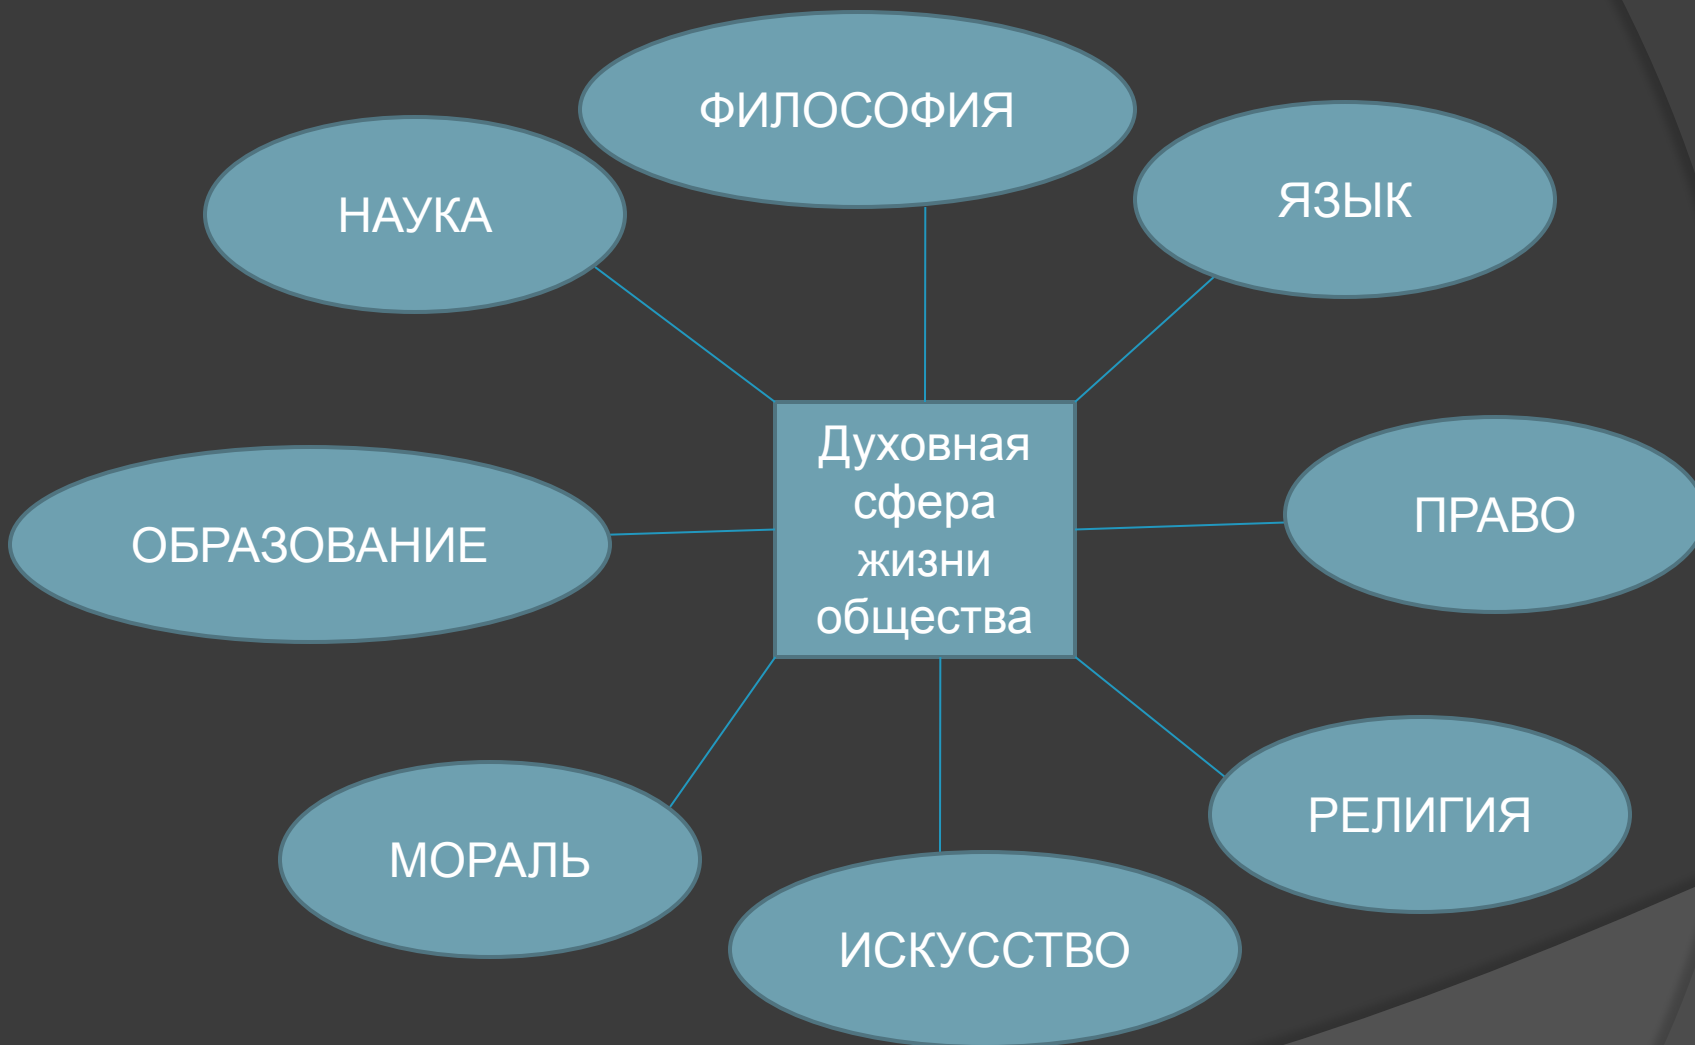 ФИЛОСОФИЯ
ЯЗЫК
НАУКА
Духовная
сфера
жизни
общества
ПРАВО
ОБРАЗОВАНИЕ
РЕЛИГИЯ
МОРАЛЬ
ИСКУССТВО